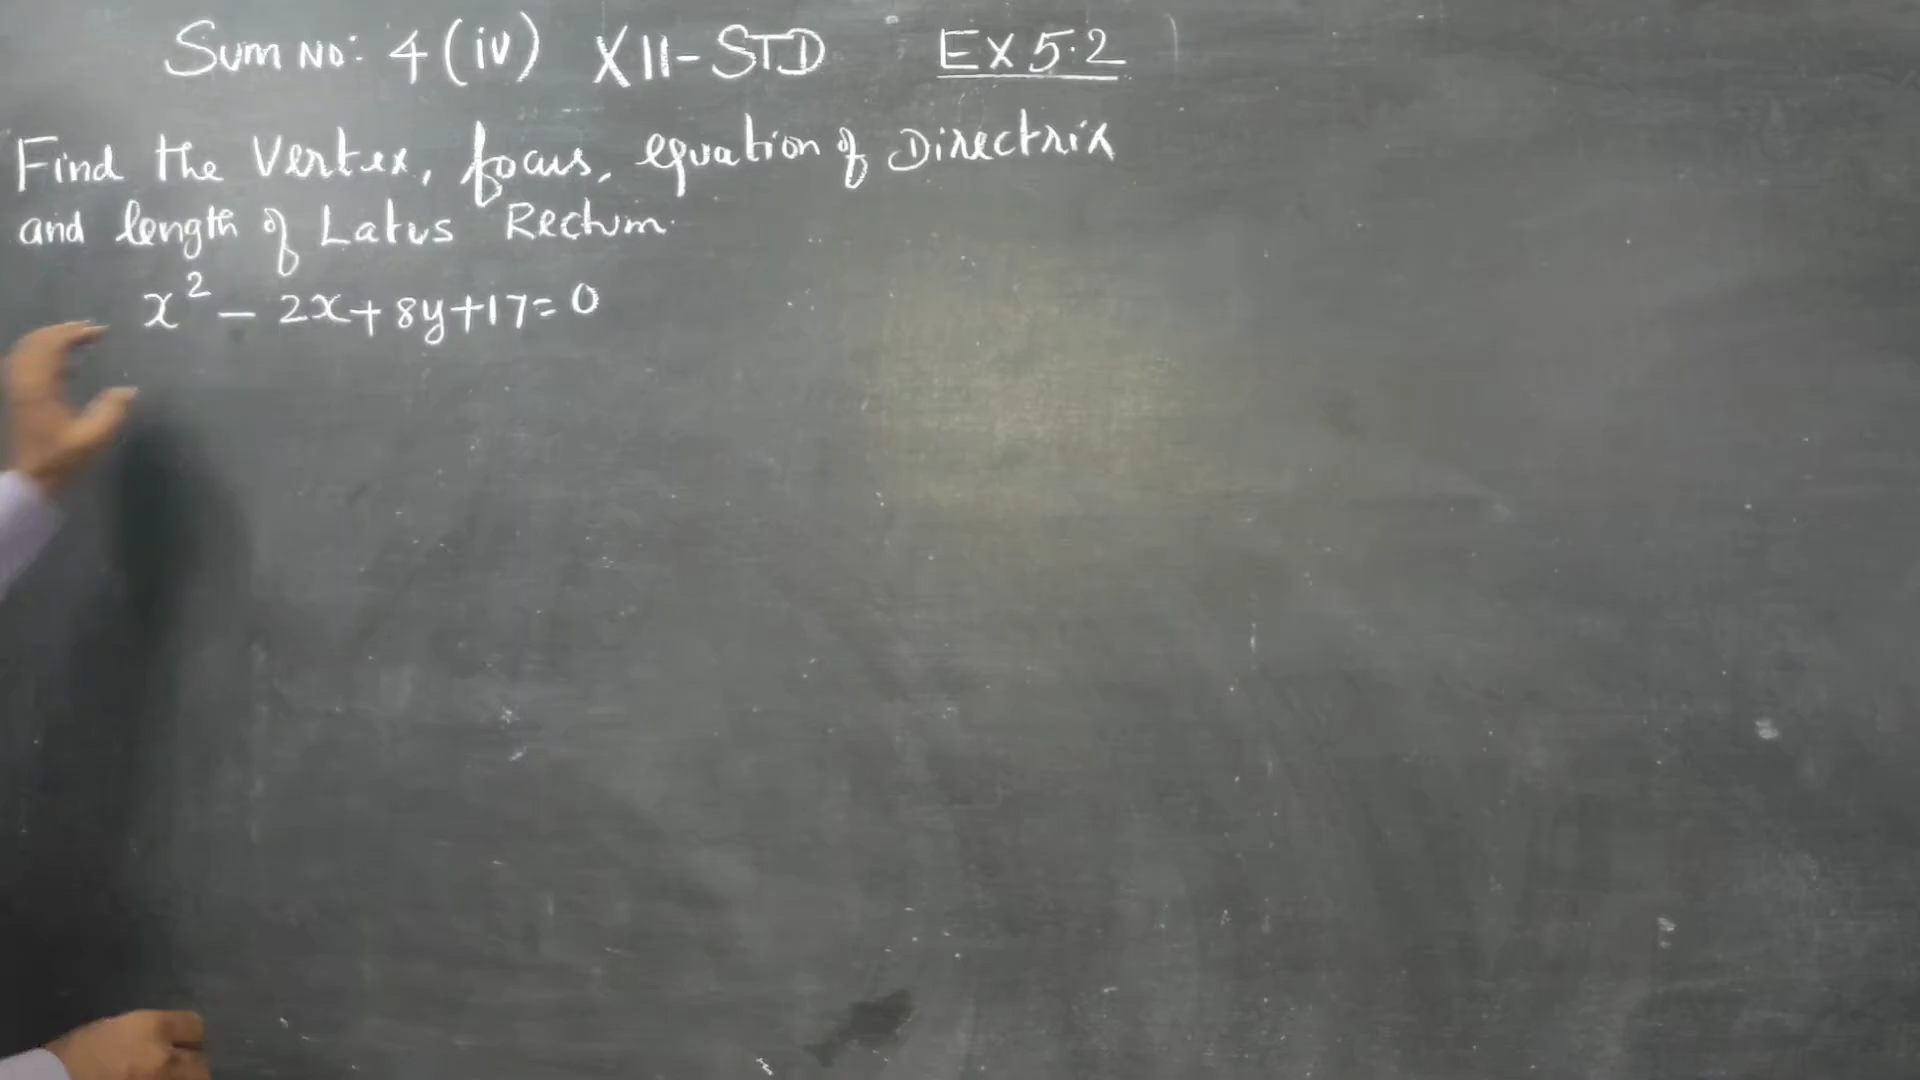 Sum No: 4 (iv) XII-STD EX 5.2
Find the Vertex, focus, equation of Directrix
and length of Latus Rectum.
x² - 2x + 8y + 17 = 0